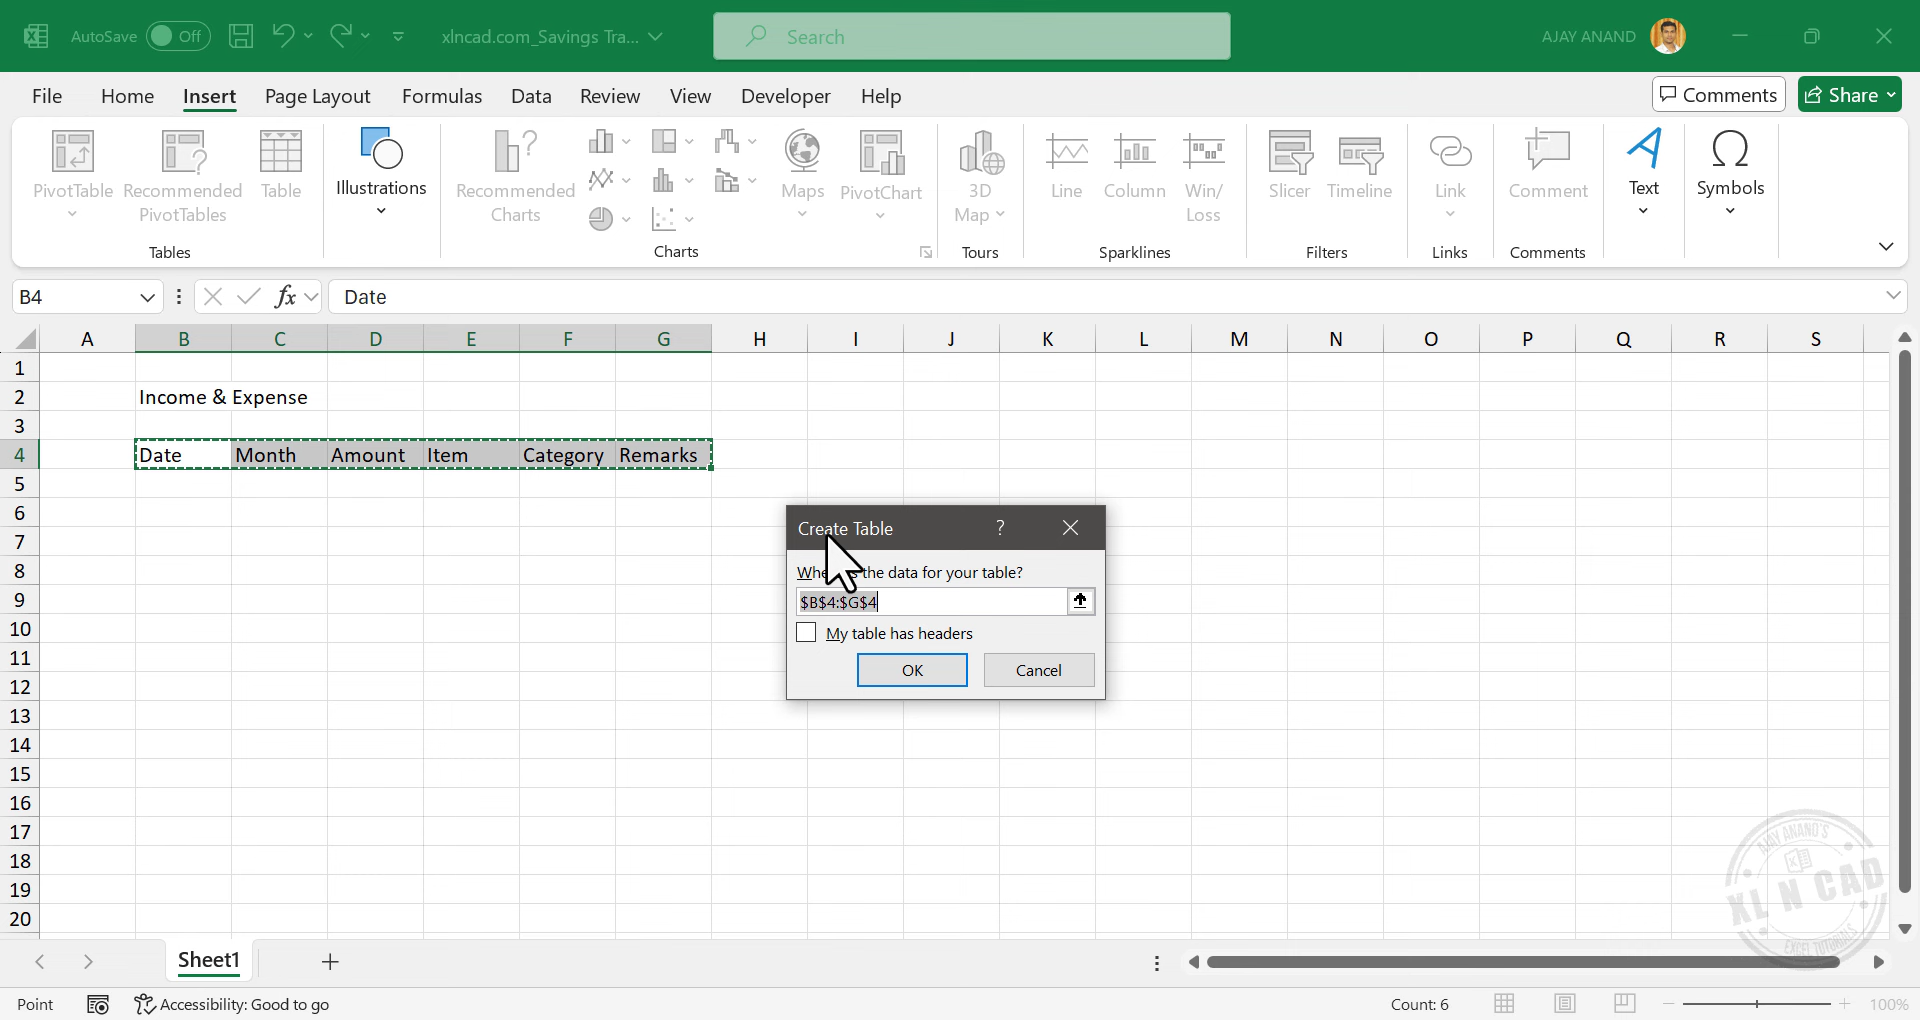 AutoSave Off xlncad.com_Savings Tra... Search AJAY ANAND
File Home Insert Page Layout Formulas Data Review View Developer Help Comments Share
PivotTable
Recommended
PivotTables
Table
Tables
Illustrations
Recommended
Charts
Maps
PivotChart
Charts
3D
Map
Tours
Line
Column
Win/
Loss
Sparklines
Slicer
Timeline
Filters
Link
Links
Comment
Comments
Text
Symbols
B4 fx Date
A B C D E F G H I J K L M N O P Q R S
1
2 Income & Expense
3
4 Date Month Amount Item Category Remarks
5
6
7
8
9
10
11
12
13
14
15
16
17
18
19
20
Create Table ?
the data for your table?
$B$4:$G$4
My table has headers
OK Cancel
AJAY ANAND'S
XL N CAD
EXCEL TUTORIALS
Sheet1
Point Accessibility: Good to go Count: 6 100%